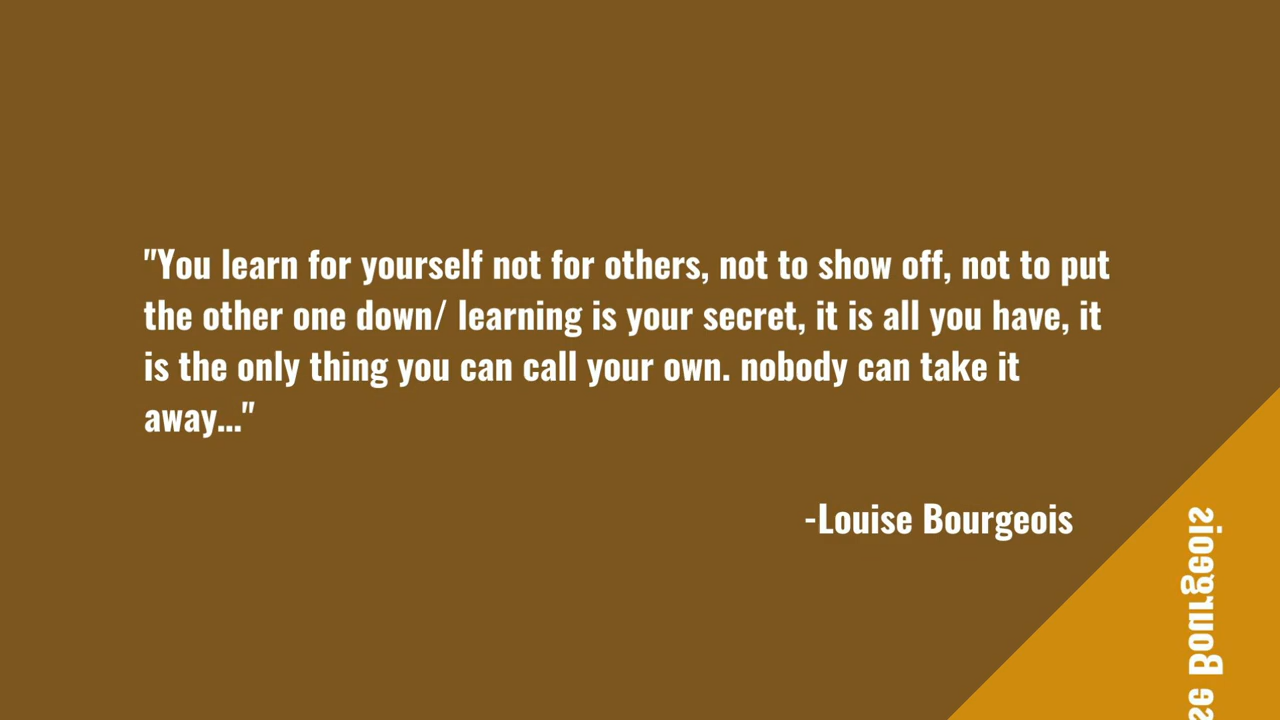 "You learn for yourself not for others, not to show off, not to put
the other one down/ learning is your secret, it is all you have, it
is the only thing you can call your own. nobody can take it
away..."
-Louise Bourgeois
se Bourgeois